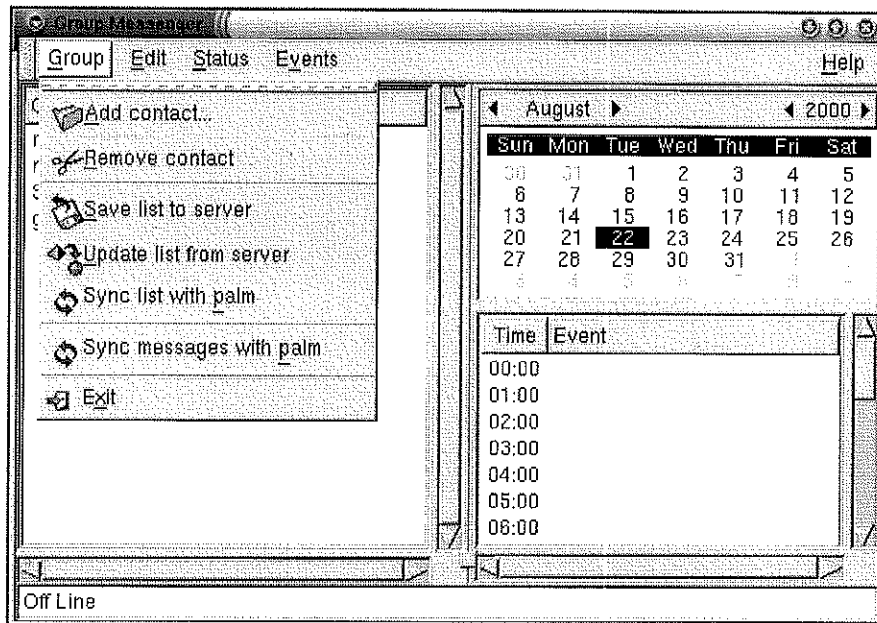 Group Messenger
Group Edit Status Events Help
Add contact...
Remove contact
Save list to server
Update list from server
Sync list with palm
Sync messages with palm
Exit
August 2000
Sun Mon Tue Wed Thu Fri Sat
30 31 1 2 3 4 5
6 7 8 9 10 11 12
13 14 15 16 17 18 19
20 21 22 23 24 25 26
27 28 29 30 31
Time Event
00:00
01:00
02:00
03:00
04:00
05:00
06:00
Off Line